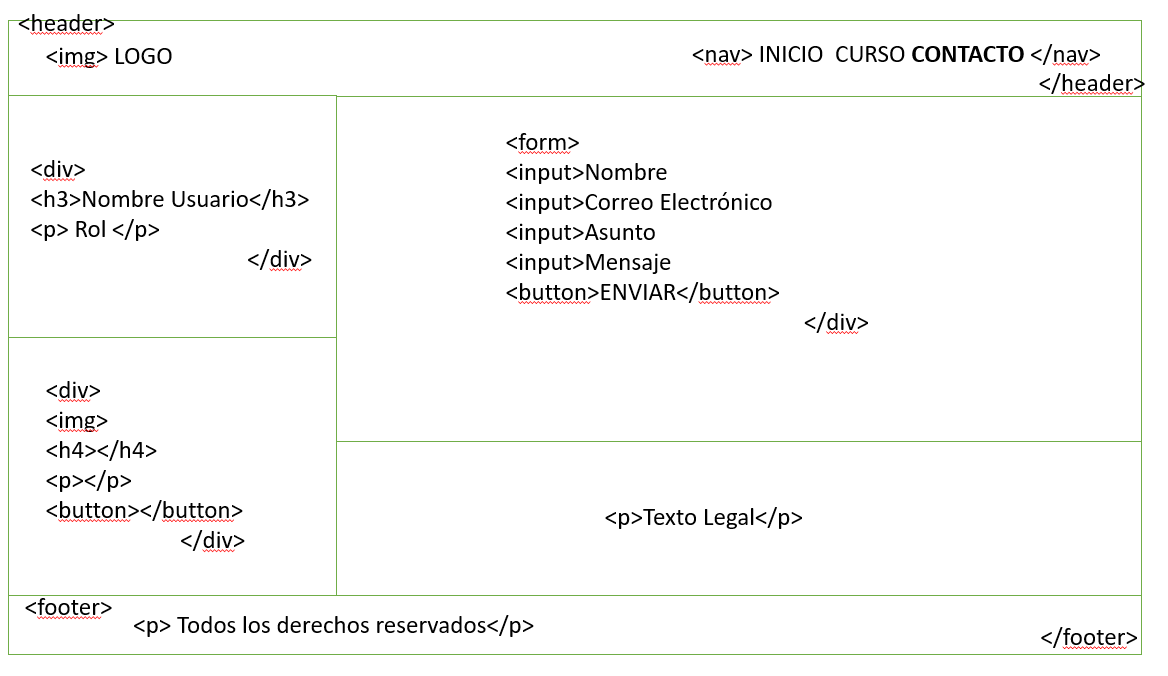 <header>
<img> LOGO
<nav> INICIO  CURSO CONTACTO </nav>
</header>
<div>
<h3>Nombre Usuario</h3>
<p> Rol </p>
</div>
<form>
<input>Nombre
<input>Correo Electrónico
<input>Asunto
<input>Mensaje
<button>ENVIAR</button>
</div>
<div>
<img>
<h4></h4>
<p></p>
<button></button>
</div>
<p>Texto Legal</p>
<footer>
<p> Todos los derechos reservados</p>
</footer>